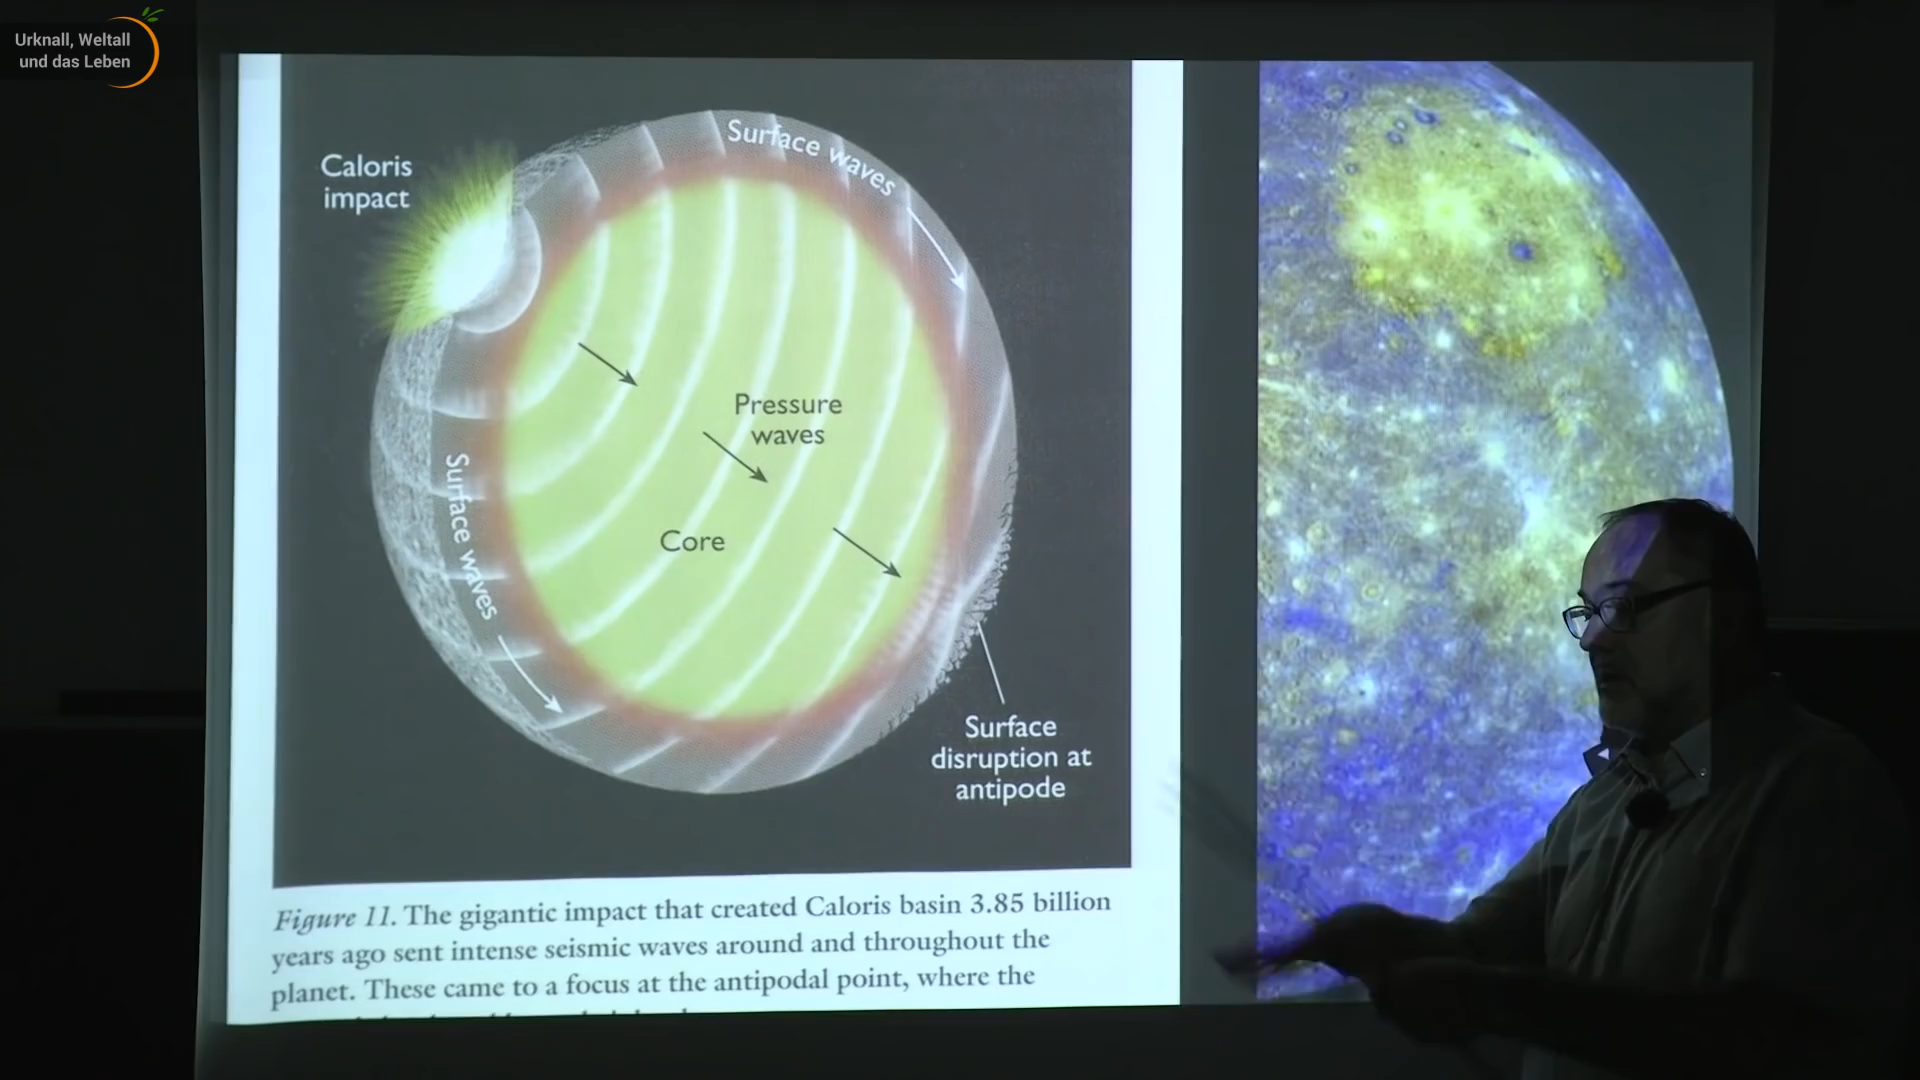 Urknall, Weltall
und das Leben
Caloris
impact
Surface waves
Pressure
waves
Core
Surface waves
Surface
disruption at
antipode
Figure 11. The gigantic impact that created Caloris basin 3.85 billion
years ago sent intense seismic waves around and throughout the
planet. These came to a focus at the antipodal point, where the